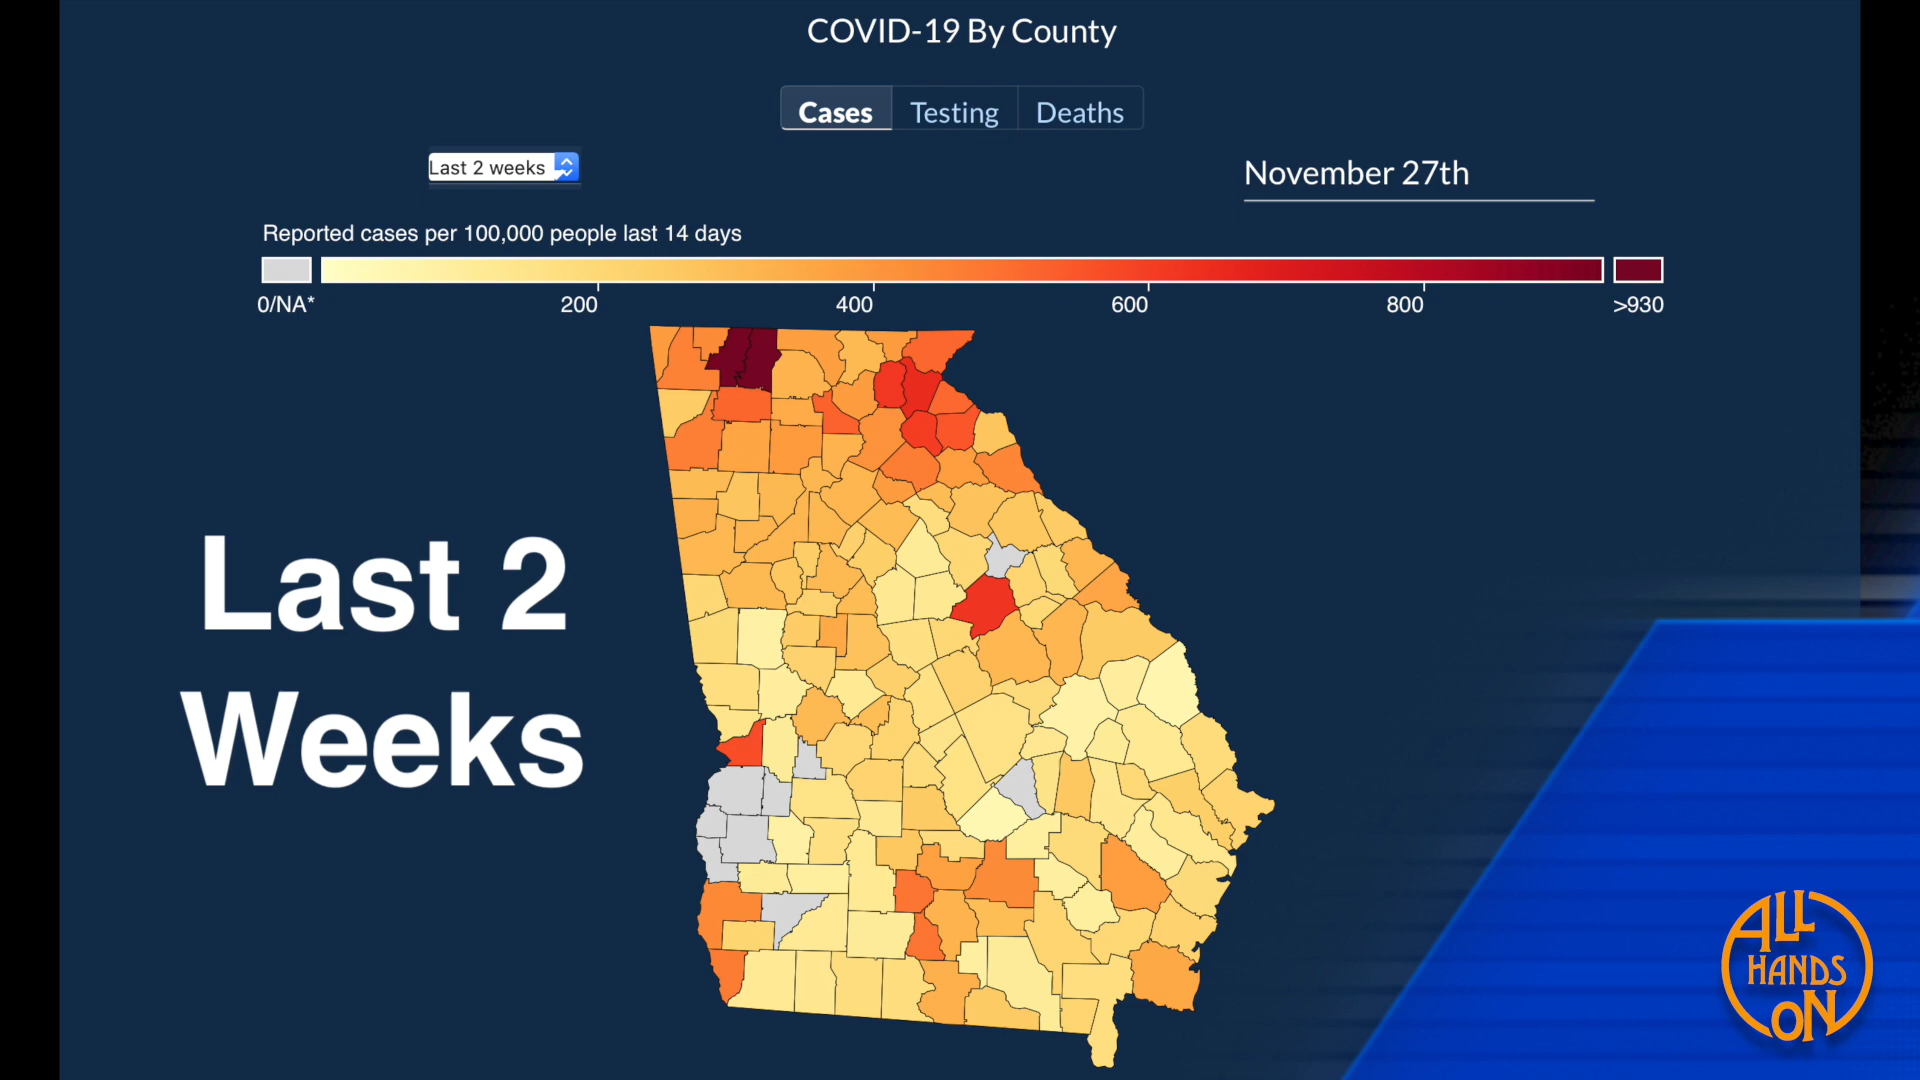 COVID-19 By County
Cases Testing Deaths
Last 2 weeks
November 27th
Reported cases per 100,000 people last 14 days
0/NA* 200 400 600 800 >930
Last 2
Weeks
ALL
HANDS
ON